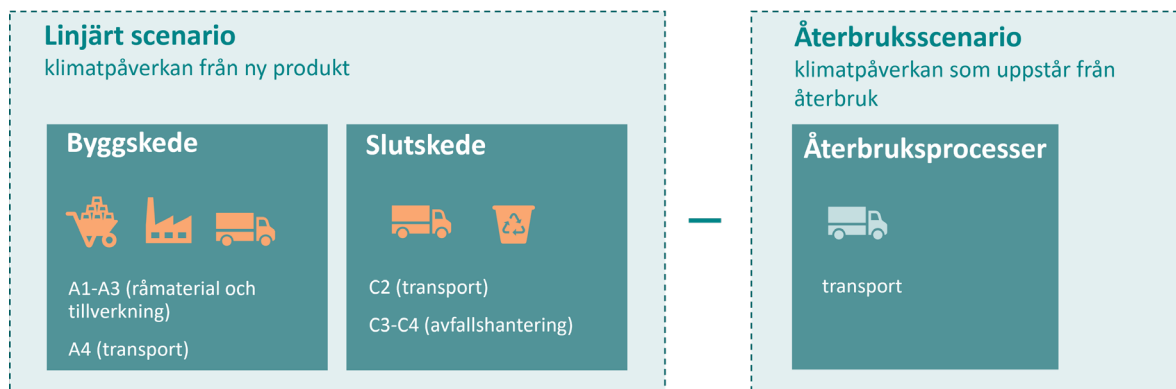 Linjärt scenario
klimatpåverkan från ny produkt
Byggskede
A1-A3 (råmaterial och
tillverkning)
A4 (transport)
Slutskede
C2 (transport)
C3-C4 (avfallshantering)
–
Återbruksscenario
klimatpåverkan som uppstår från
återbruk
Återbruksprocesser
transport